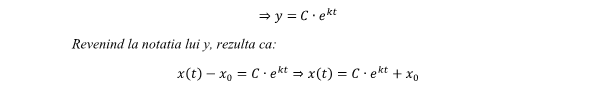 ⇒ y = C · e^{kt}
Revenind la notatia lui y, rezulta ca:
x(t) − x₀ = C · e^{kt} ⇒ x(t) = C · e^{kt} + x₀